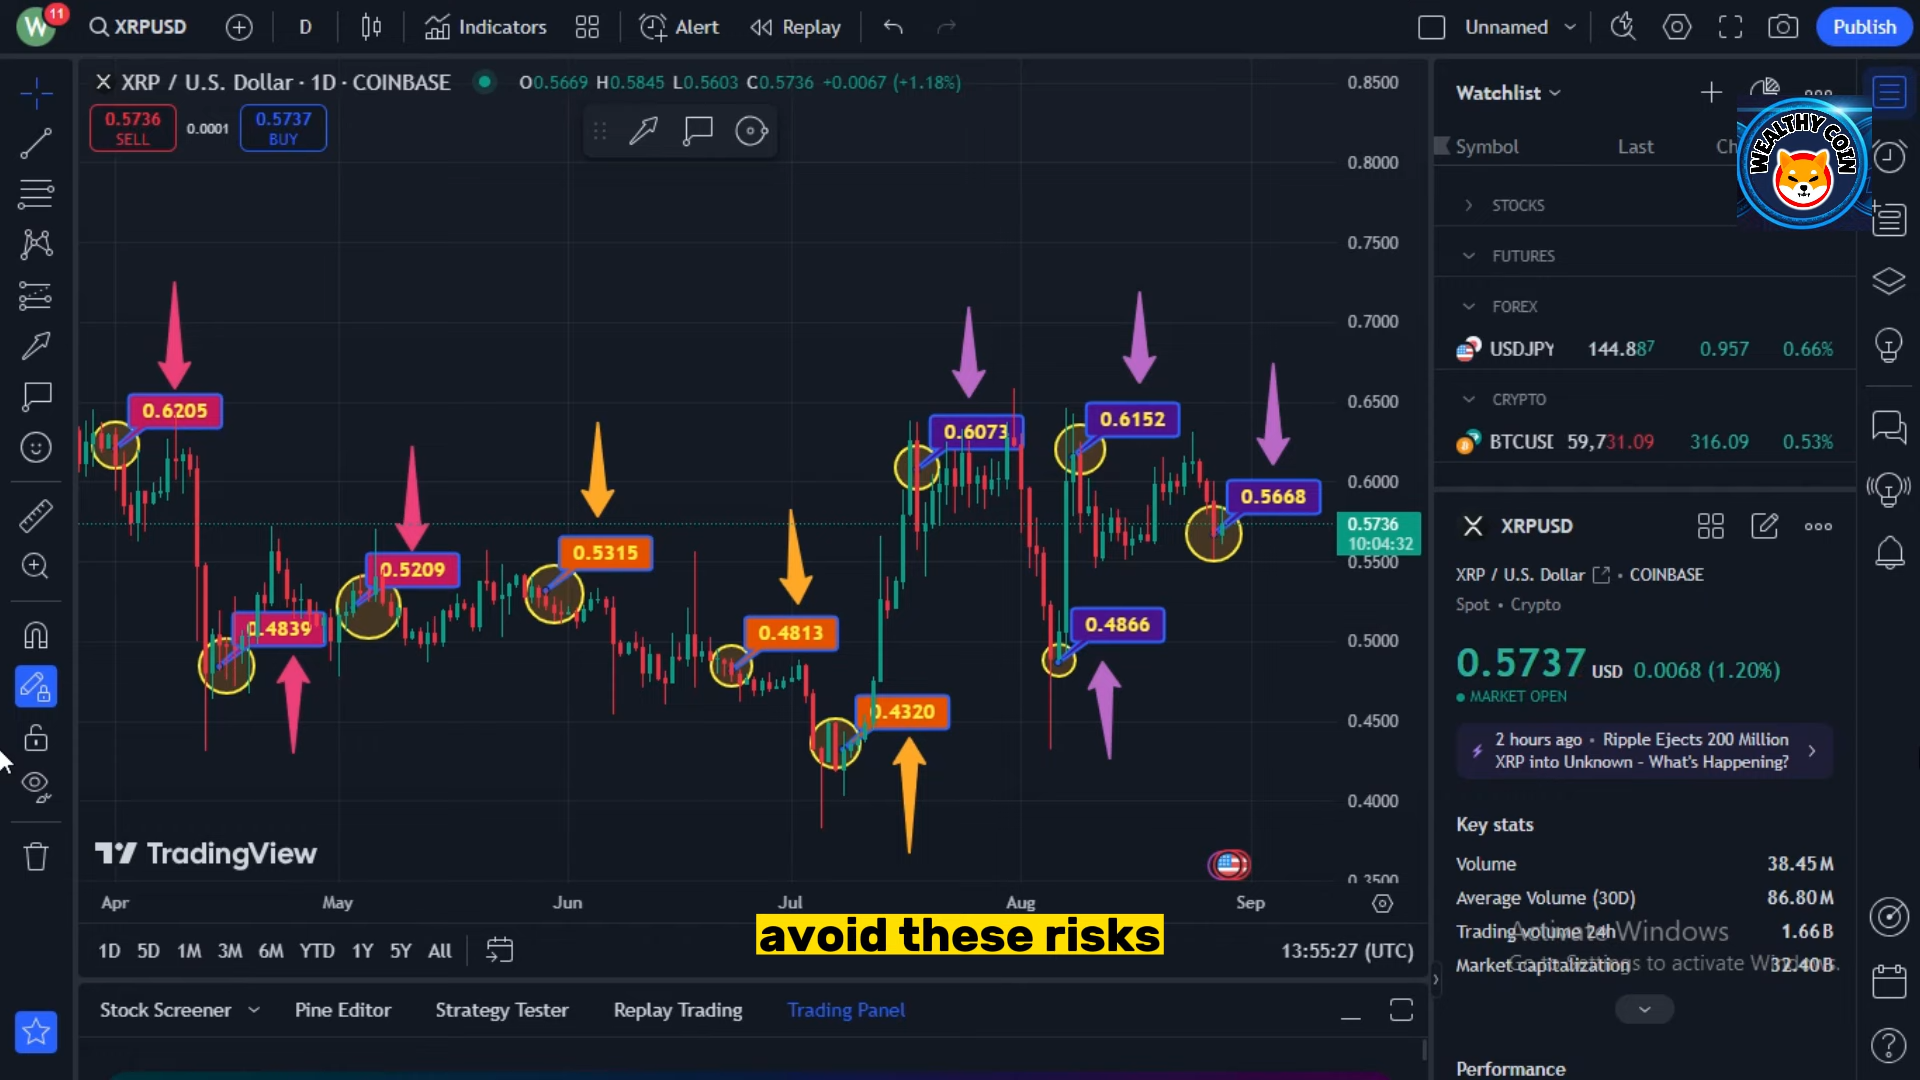 W 11 XRPUSD D Indicators Alert Replay Unnamed Publish
X XRP / U.S. Dollar · 1D · COINBASE O0.5669 H0.5845 L0.5603 C0.5736 +0.0067 (+1.18%)
0.5736 SELL 0.0001 0.5737 BUY
0.8500
0.8000
0.7500
0.7000
0.6500
0.6000
0.5736
10:04:32
0.5500
0.5000
0.4500
0.4000
0.3500
0.6205
0.4839
0.5209
0.5315
0.4813
0.4320
0.6073
0.6152
0.4866
0.5668
TradingView
Apr May Jun Jul Aug Sep
avoid these risks
1D 5D 1M 3M 6M YTD 1Y 5Y All 13:55:27 (UTC)
Stock Screener Pine Editor Strategy Tester Replay Trading Trading Panel
Watchlist
WEALTHY COIN
Symbol Last Ch
STOCKS
FUTURES
FOREX
USDJPY 144.887 0.957 0.66%
CRYPTO
BTCUSD 59,731.09 316.09 0.53%
XRPUSD
XRP / U.S. Dollar • COINBASE
Spot • Crypto
0.5737 USD 0.0068 (1.20%)
MARKET OPEN
2 hours ago • Ripple Ejects 200 Million
XRP into Unknown - What's Happening?
Key stats
Volume 38.45M
Average Volume (30D) 86.80M
Trading volume 24h 1.66B
Market capitalization 32.40B
Activate Windows
Go to Settings to activate Windows.
Performance